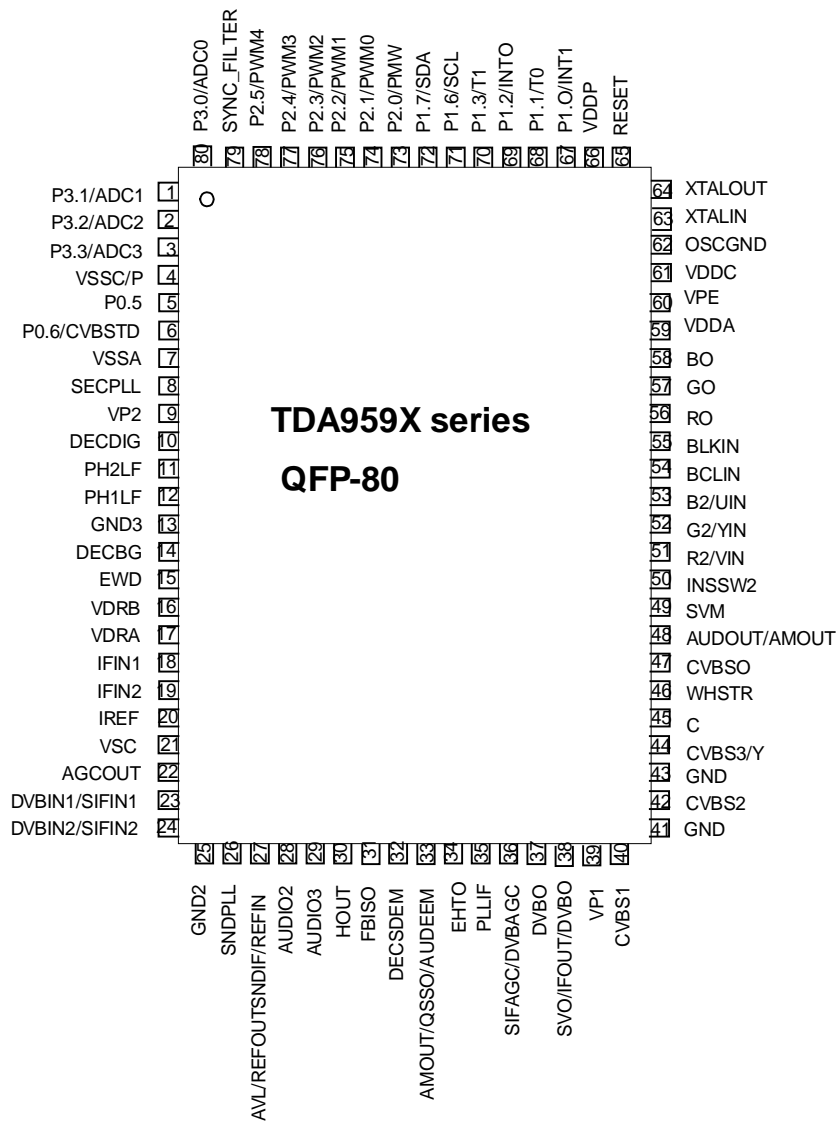 P3.0/ADC0
SYNC_FILTER
P2.5/PWM4
P2.4/PWM3
P2.3/PWM2
P2.2/PWM1
P2.1/PWM0
P2.0/PMW
P1.7/SDA
P1.6/SCL
P1.3/T1
P1.2/INTO
P1.1/T0
P1.O/INT1
VDDP
RESET
80 79 78 77 76 75 74 73 72 71 70 69 68 67 66 65
P3.1/ADC1 1
P3.2/ADC2 2
P3.3/ADC3 3
VSSC/P 4
P0.5 5
P0.6/CVBSTD 6
VSSA 7
SECPLL 8
VP2 9
DECDIG 10
PH2LF 11
PH1LF 12
GND3 13
DECBG 14
EWD 15
VDRB 16
VDRA 17
IFIN1 18
IFIN2 19
IREF 20
VSC 21
AGCOUT 22
DVBIN1/SIFIN1 23
DVBIN2/SIFIN2 24
TDA959X series
QFP-80
64 XTALOUT
63 XTALIN
62 OSCGND
61 VDDC
60 VPE
59 VDDA
58 BO
57 GO
56 RO
55 BLKIN
54 BCLIN
53 B2/UIN
52 G2/YIN
51 R2/VIN
50 INSSW2
49 SVM
48 AUDOUT/AMOUT
47 CVBSO
46 WHSTR
45 C
44 CVBS3/Y
43 GND
42 CVBS2
41 GND
25 26 27 28 29 30 31 32 33 34 35 36 37 38 39 40
GND2
SNDPLL
AVL/REFOUTSNDIF/REFIN
AUDIO2
AUDIO3
HOUT
FBISO
DECSDEM
AMOUT/QSSO/AUDEEM
EHTO
PLLIF
SIFAGC/DVBAGC
DVBO
SVO/IFOUT/DVBO
VP1
CVBS1